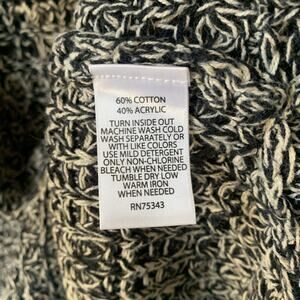 60% COTTON
40% ACRYLIC
TURN INSIDE OUT
MACHINE WASH COLD
WASH SEPARATELY OR
WITH LIKE COLORS
USE MILD DETERGENT
ONLY NON-CHLORINE
BLEACH WHEN NEEDED
TUMBLE DRY LOW
WARM IRON
WHEN NEEDED
RN75343